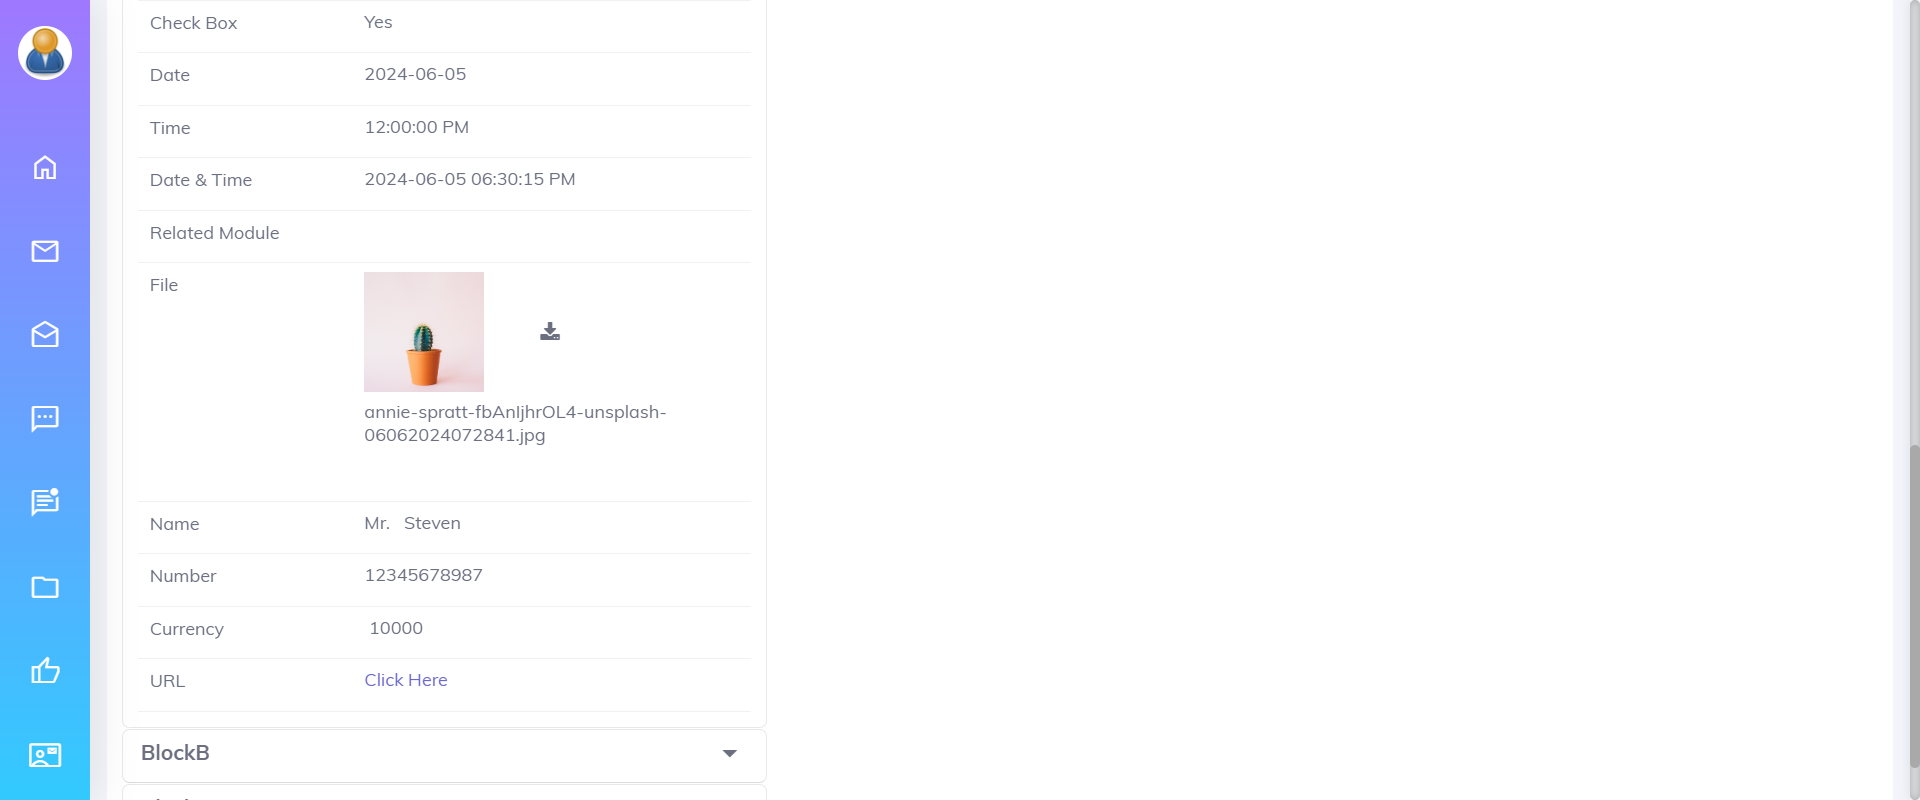 Check Box Yes
Date 2024-06-05
Time 12:00:00 PM
Date & Time 2024-06-05 06:30:15 PM
Related Module
File
annie-spratt-fbAnIjhrOL4-unsplash-
06062024072841.jpg
Name Mr. Steven
Number 12345678987
Currency 10000
URL Click Here
BlockB